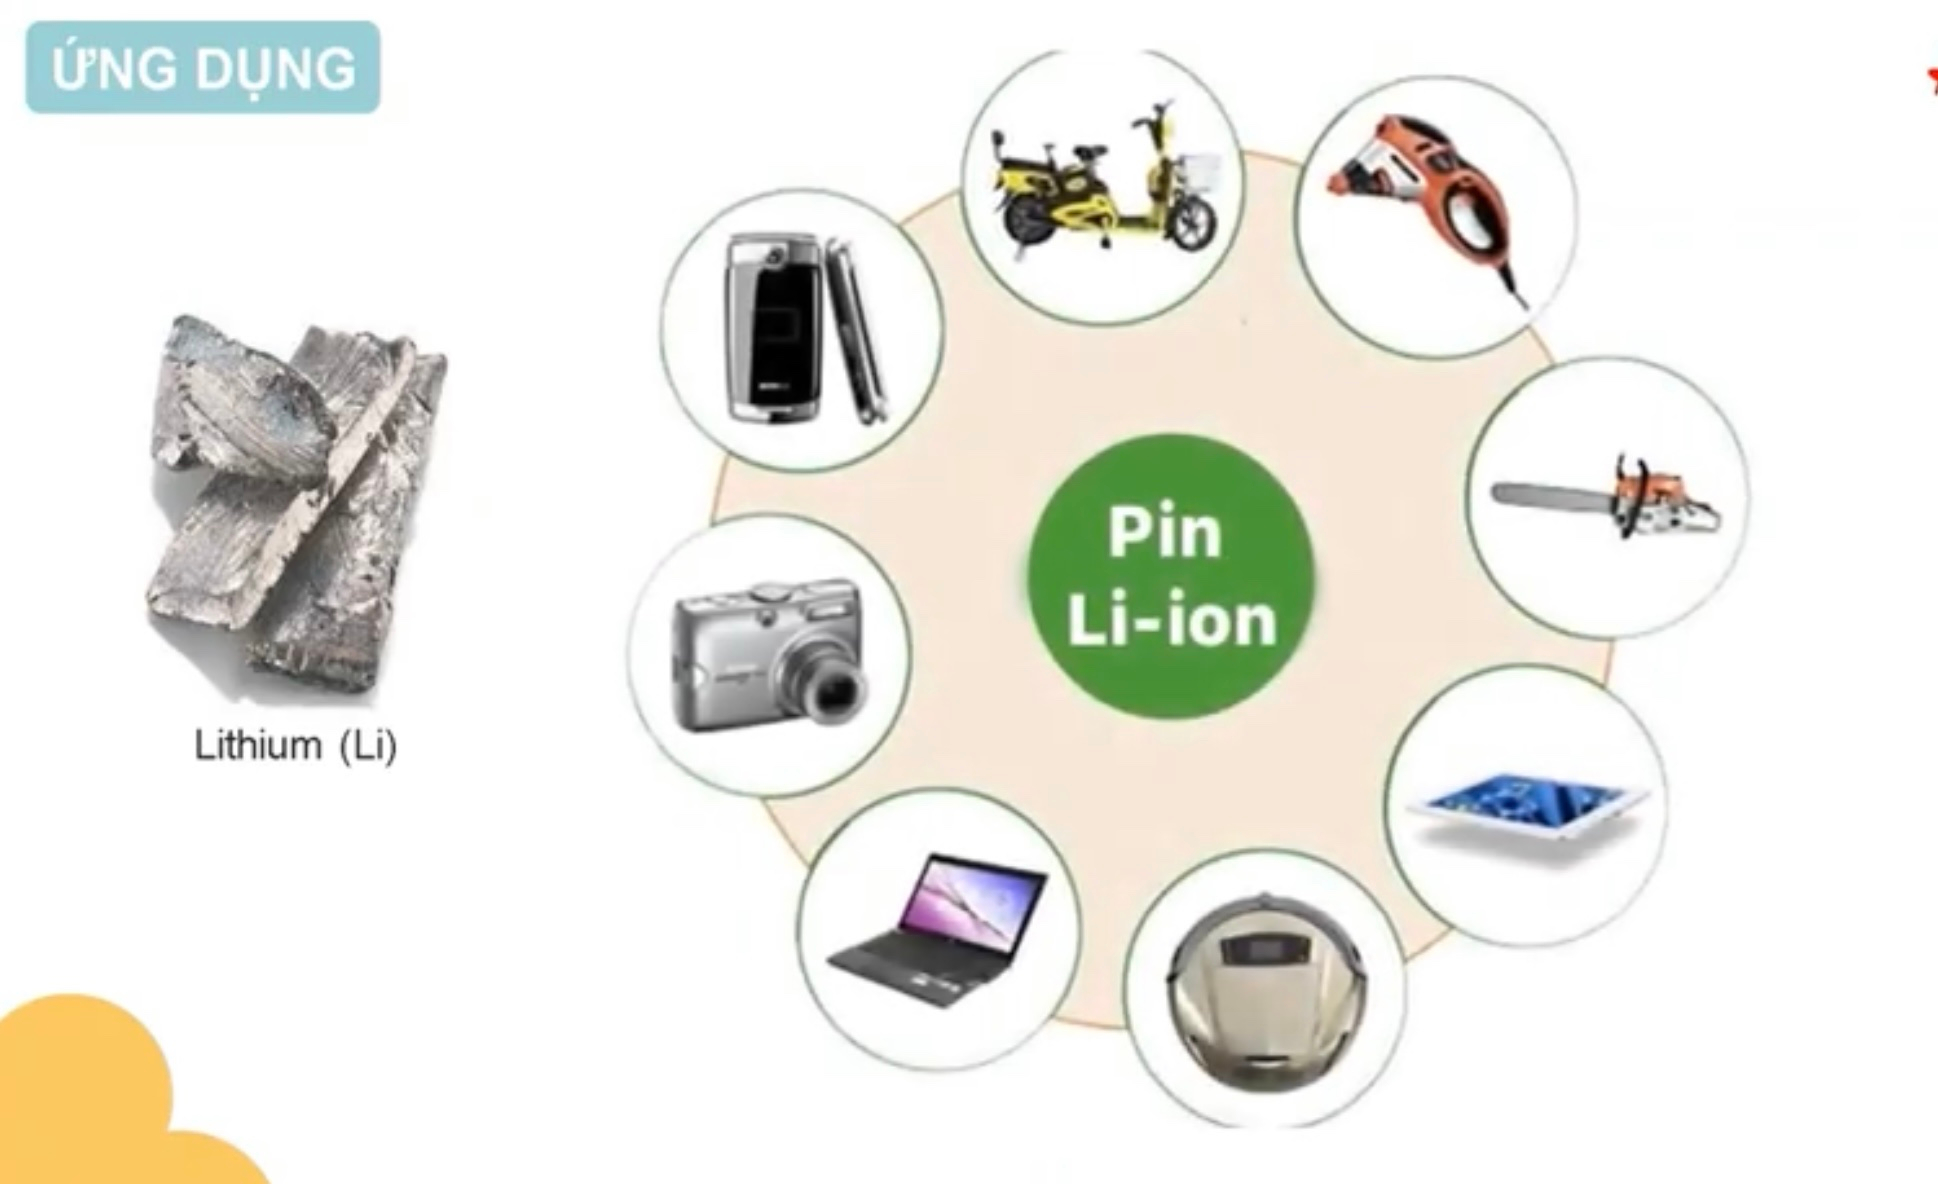 ỨNG DỤNG
Lithium (Li)
Pin
Li-ion